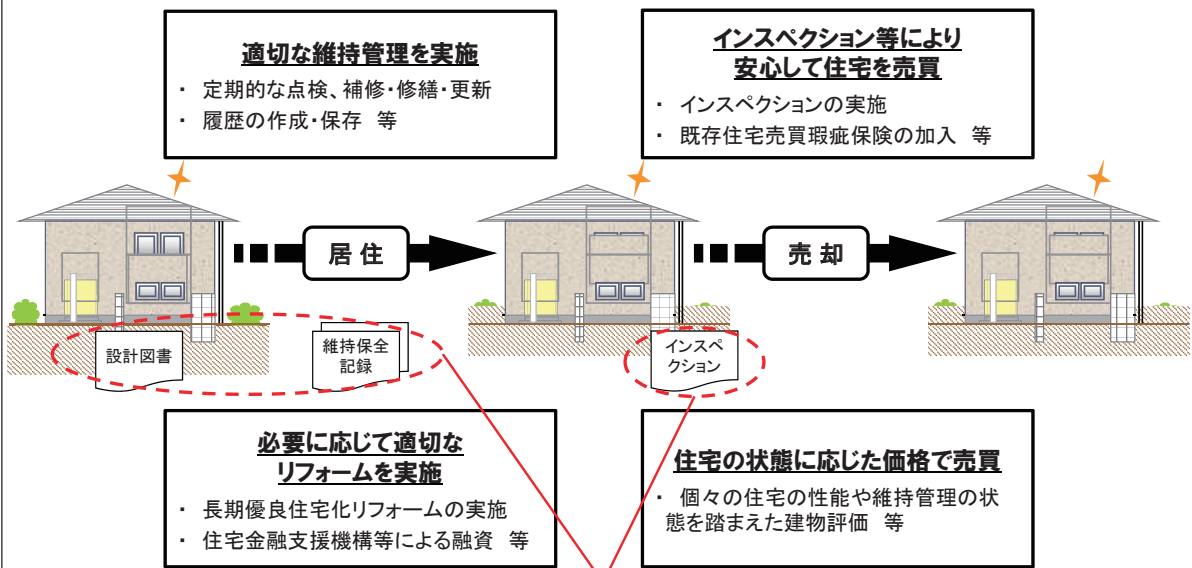 適切な維持管理を実施
・ 定期的な点検、補修・修繕・更新
・ 履歴の作成・保存 等
インスペクション等により
安心して住宅を売買
・ インスペクションの実施
・ 既存住宅売買瑕疵保険の加入 等
居住
売却
設計図書
維持保全
記録
インスペ
クション
必要に応じて適切な
リフォームを実施
・ 長期優良住宅化リフォームの実施
・ 住宅金融支援機構等による融資 等
住宅の状態に応じた価格で売買
・ 個々の住宅の性能や維持管理の状
態を踏まえた建物評価 等